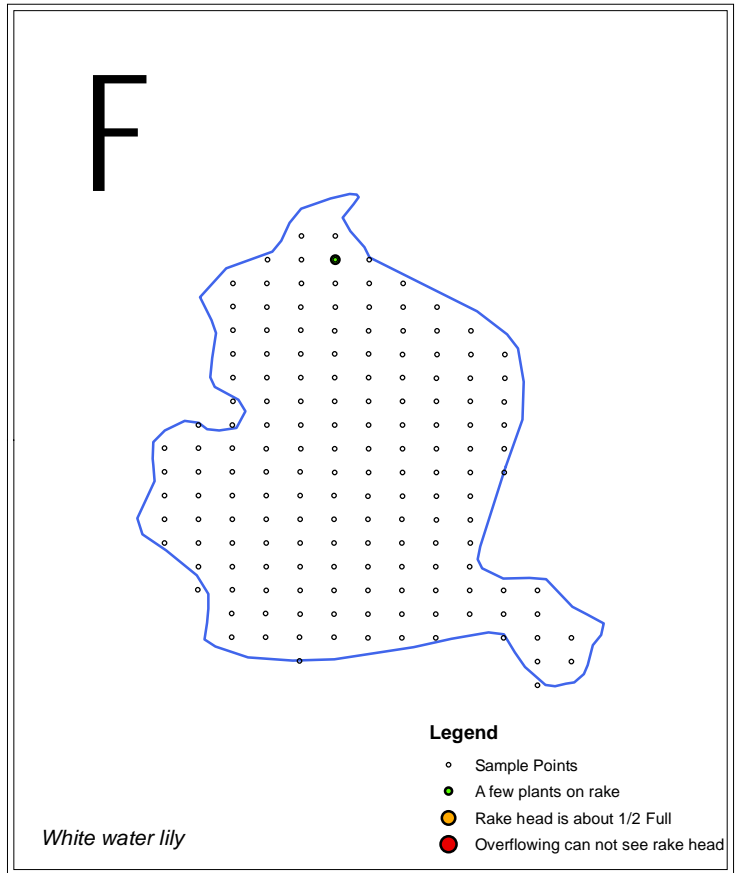 F
Legend
Sample Points
A few plants on rake
Rake head is about 1/2 Full
Overflowing can not see rake head
White water lily